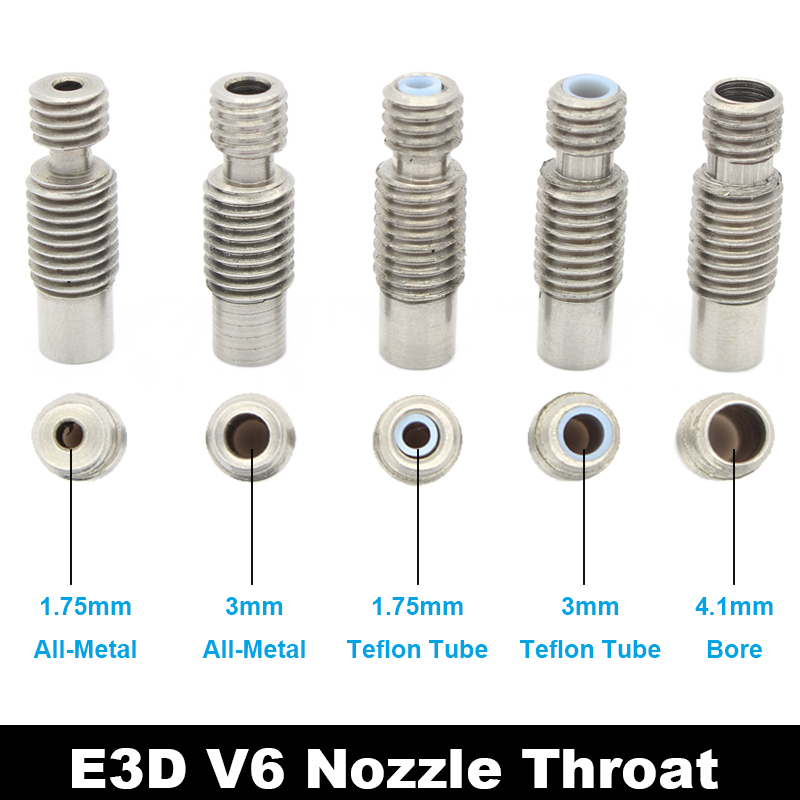 1.75mm 3mm 1.75mm 3mm 4.1mm
All-Metal All-Metal Teflon Tube Teflon Tube Bore
E3D V6 Nozzle Throat